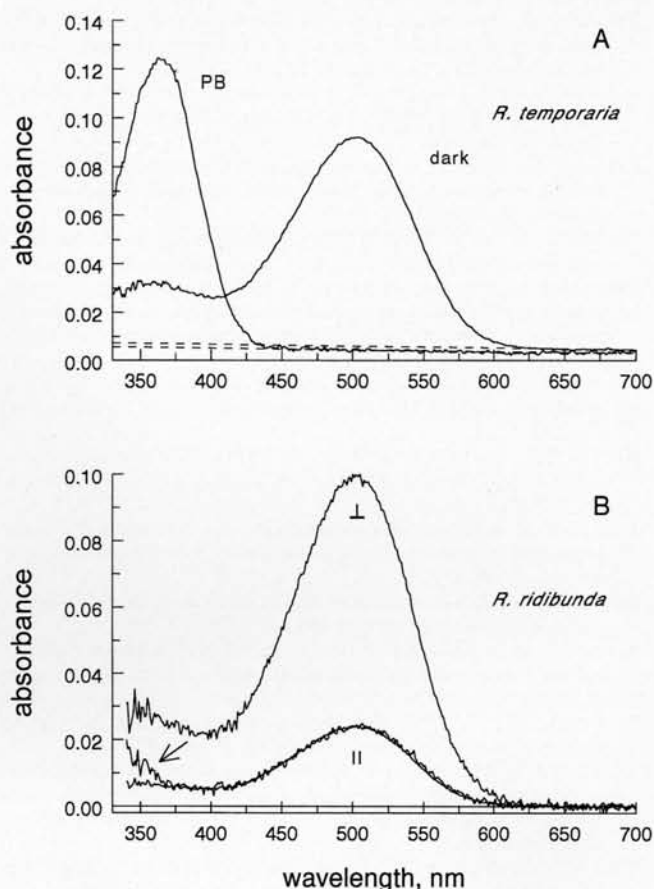 A
R. temporaria
PB
dark
absorbance
0.14
0.12
0.10
0.08
0.06
0.04
0.02
0.00
350 400 450 500 550 600 650 700
B
R. ridibunda
⊥
II
absorbance
0.10
0.08
0.06
0.04
0.02
0.00
350 400 450 500 550 600 650 700
wavelength, nm